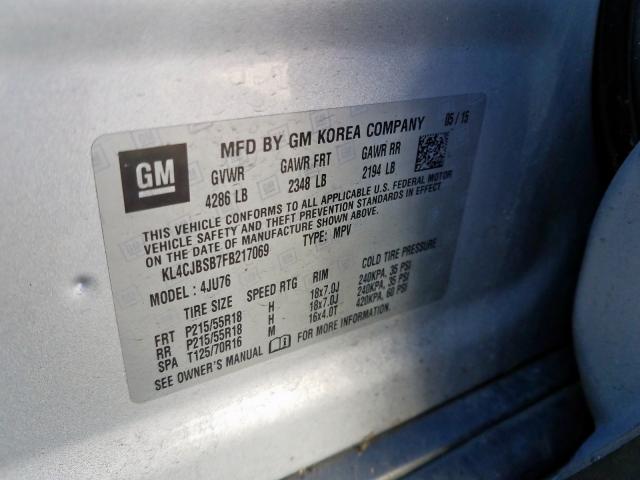 GM
MFD BY GM KOREA COMPANY 05/15
GVWR GAWR FRT GAWR RR
4286 LB 2348 LB 2194 LB
THIS VEHICLE CONFORMS TO ALL APPLICABLE U.S. FEDERAL MOTOR
VEHICLE SAFETY AND THEFT PREVENTION STANDARDS IN EFFECT
ON THE DATE OF MANUFACTURE SHOWN ABOVE.
KL4CJBSB7FB217069 TYPE: MPV
MODEL: 4JU76
TIRE SIZE SPEED RTG RIM COLD TIRE PRESSURE
FRT P215/55R18 H 18x7.0J 240KPA, 35 PSI
RR P215/55R18 H 18x7.0J 240KPA, 35 PSI
SPA T125/70R16 M 16x4.0T 420KPA, 60 PSI
SEE OWNER'S MANUAL FOR MORE INFORMATION.